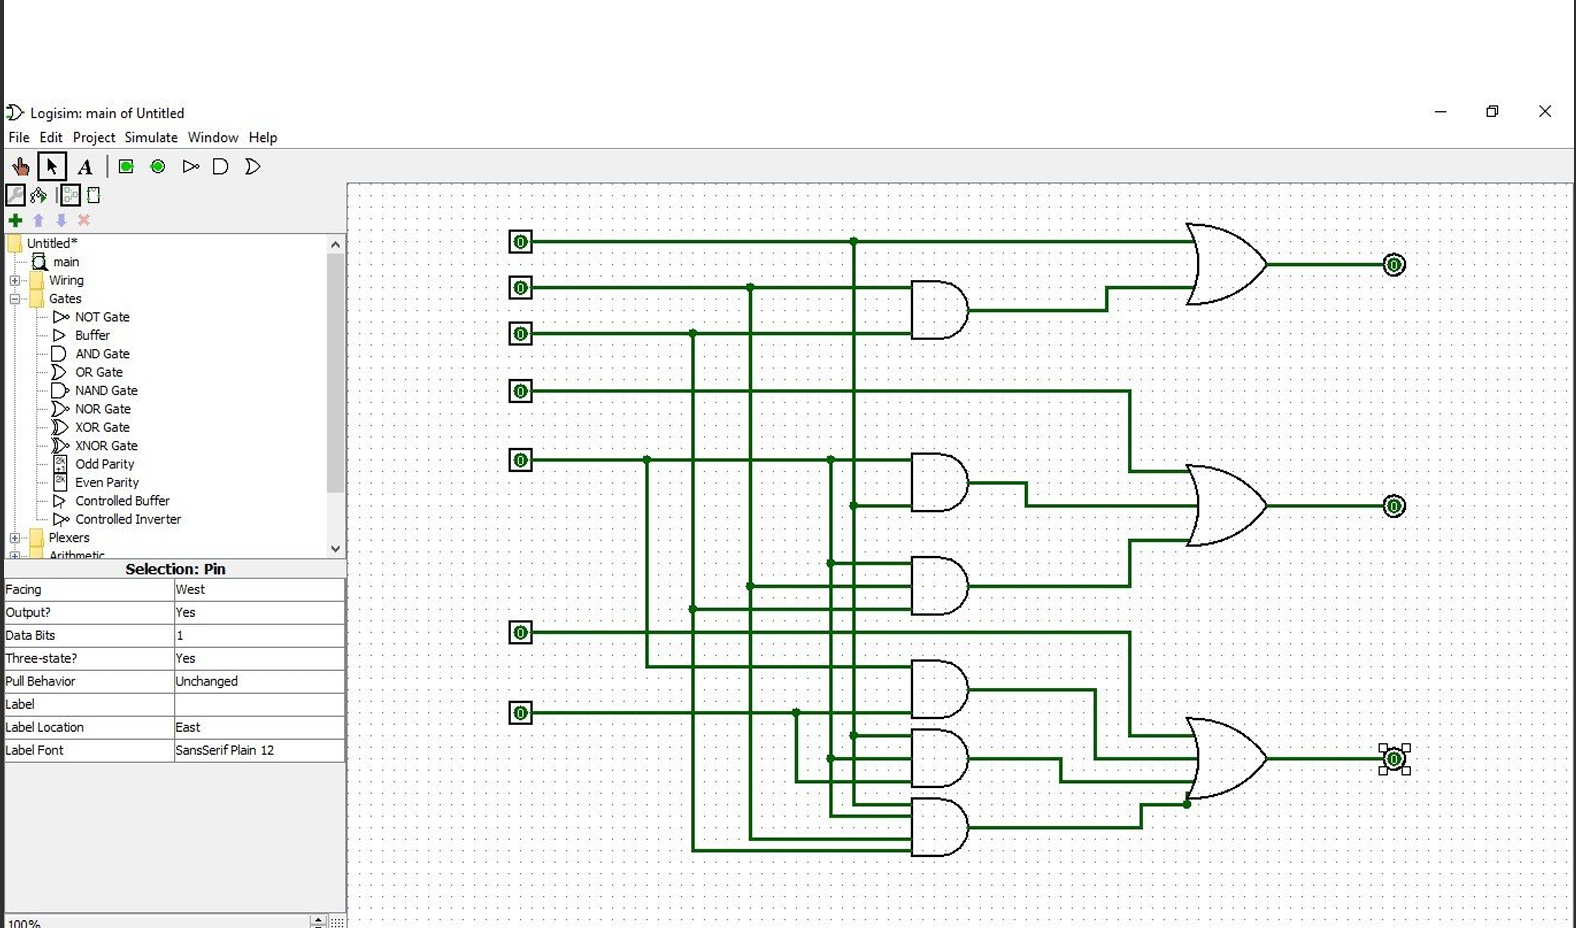 Logisim: main of Untitled
File Edit Project Simulate Window Help
A
Untitled*
main
Wiring
Gates
NOT Gate
Buffer
AND Gate
OR Gate
NAND Gate
NOR Gate
XOR Gate
XNOR Gate
Odd Parity
Even Parity
Controlled Buffer
Controlled Inverter
Plexers
Arithmetic
Selection: Pin
Facing West
Output? Yes
Data Bits 1
Three-state? Yes
Pull Behavior Unchanged
Label
Label Location East
Label Font SansSerif Plain 12
100%
0
0
0
0
0
0
0
0
0
0